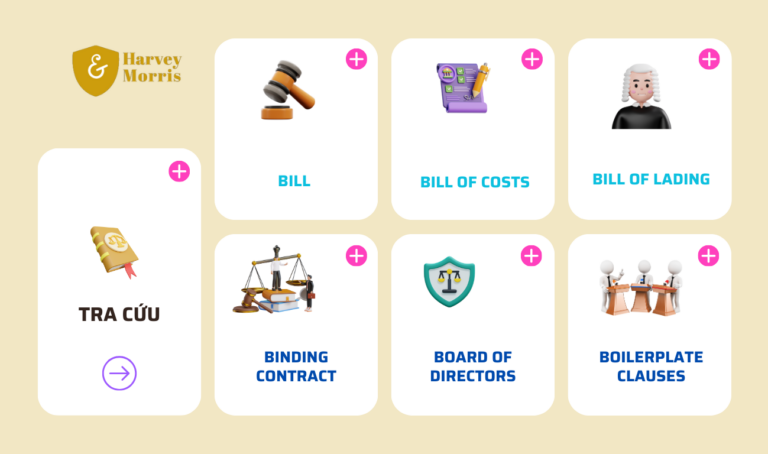 &
Harvey
Morris
BILL
BILL OF COSTS
BILL OF LADING
TRA CỨU
BINDING
CONTRACT
BOARD OF
DIRECTORS
BOILERPLATE
CLAUSES